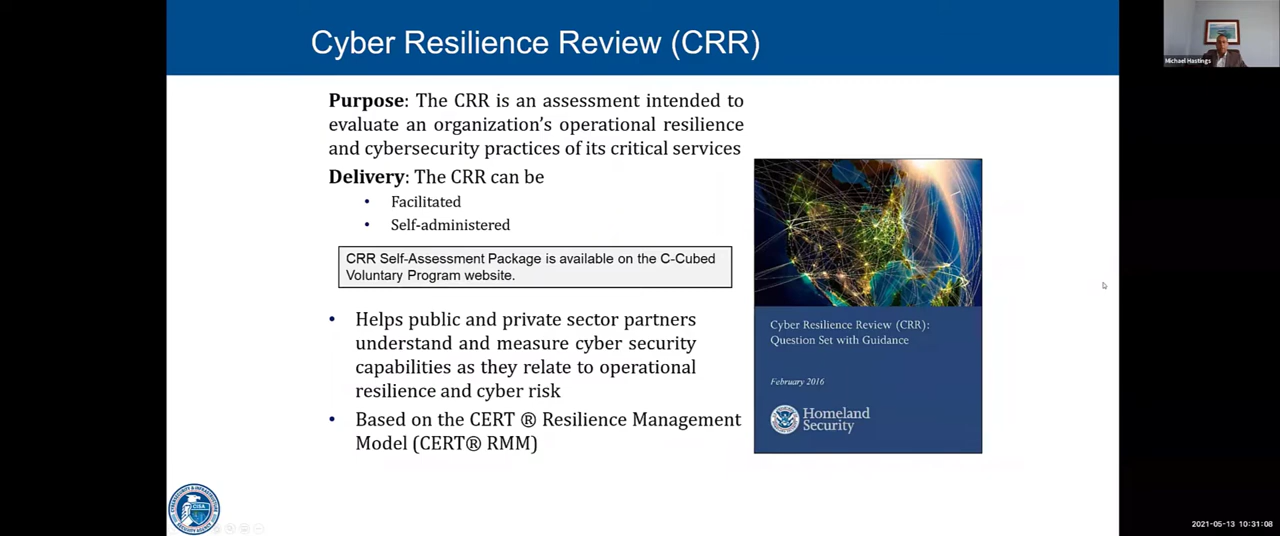 Cyber Resilience Review (CRR)
Michael Hastings
Purpose: The CRR is an assessment intended to
evaluate an organization's operational resilience
and cybersecurity practices of its critical services
Delivery: The CRR can be
• Facilitated
• Self-administered
CRR Self-Assessment Package is available on the C-Cubed
Voluntary Program website.
• Helps public and private sector partners
understand and measure cyber security
capabilities as they relate to operational
resilience and cyber risk
• Based on the CERT ® Resilience Management
Model (CERT® RMM)
Cyber Resilience Review (CRR):
Question Set with Guidance
February 2016
Homeland
Security
CISA
2021-05-13 10:31:08